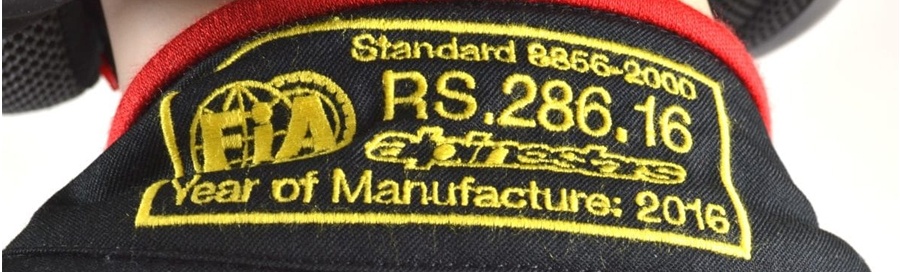 Standard 8856-2000
FIA
RS.286.16
alpinestars
Year of Manufacture: 2016